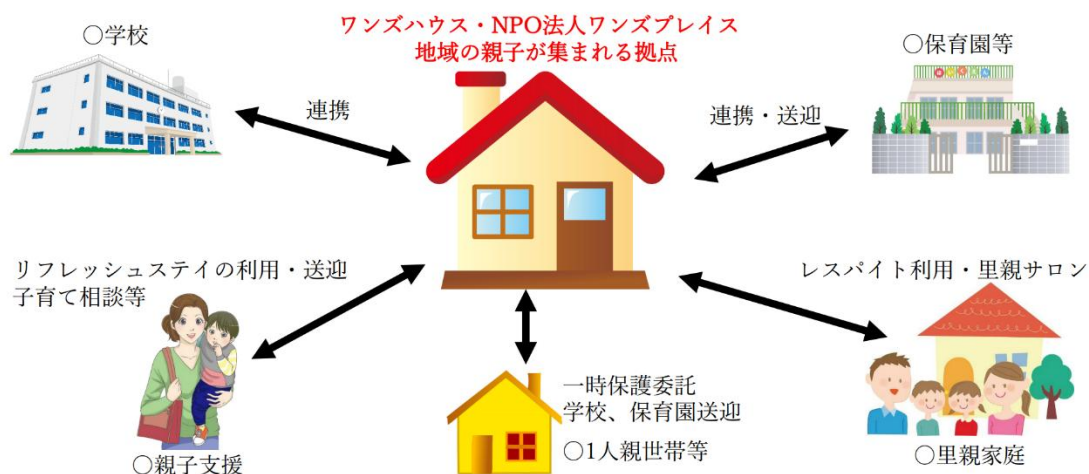 ワンズハウス・NPO法人ワンズプレイス
地域の親子が集まれる拠点
○学校
連携
○保育園等
連携・送迎
リフレッシュステイの利用・送迎
子育て相談等
○親子支援
一時保護委託
学校、保育園送迎
○1人親世帯等
レスパイト利用・里親サロン
○里親家庭